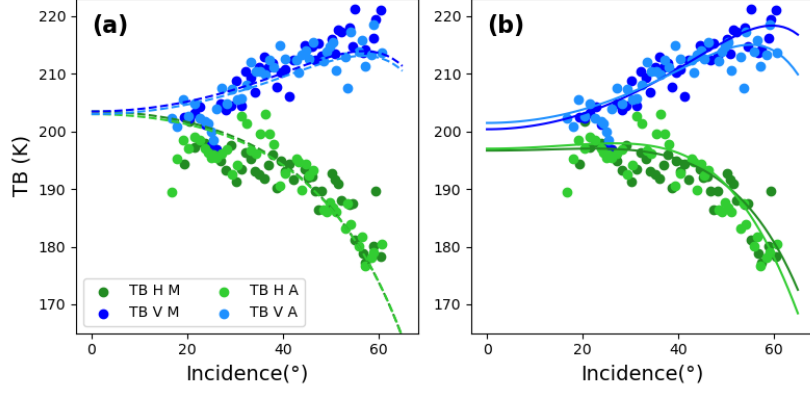 (a)
(b)
220
210
200
190
180
170
TB (K)
TB H M
TB H A
TB V M
TB V A
0
20
40
60
Incidence(°)
220
210
200
190
180
170
0
20
40
60
Incidence(°)